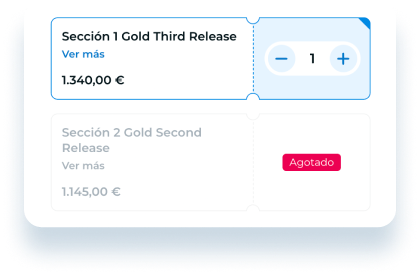 Sección 1 Gold Third Release
Ver más
1.340,00 €
1
Sección 2 Gold Second
Release
Ver más
1.145,00 €
Agotado